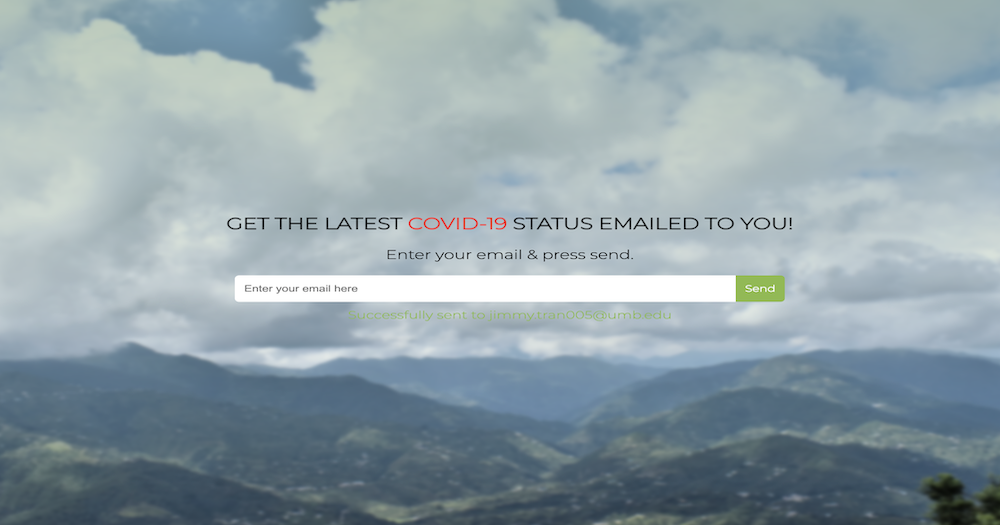 GET THE LATEST COVID-19 STATUS EMAILED TO YOU!
Enter your email & press send.
Enter your email here
Send
Successfully sent to jimmy.tran005@umb.edu